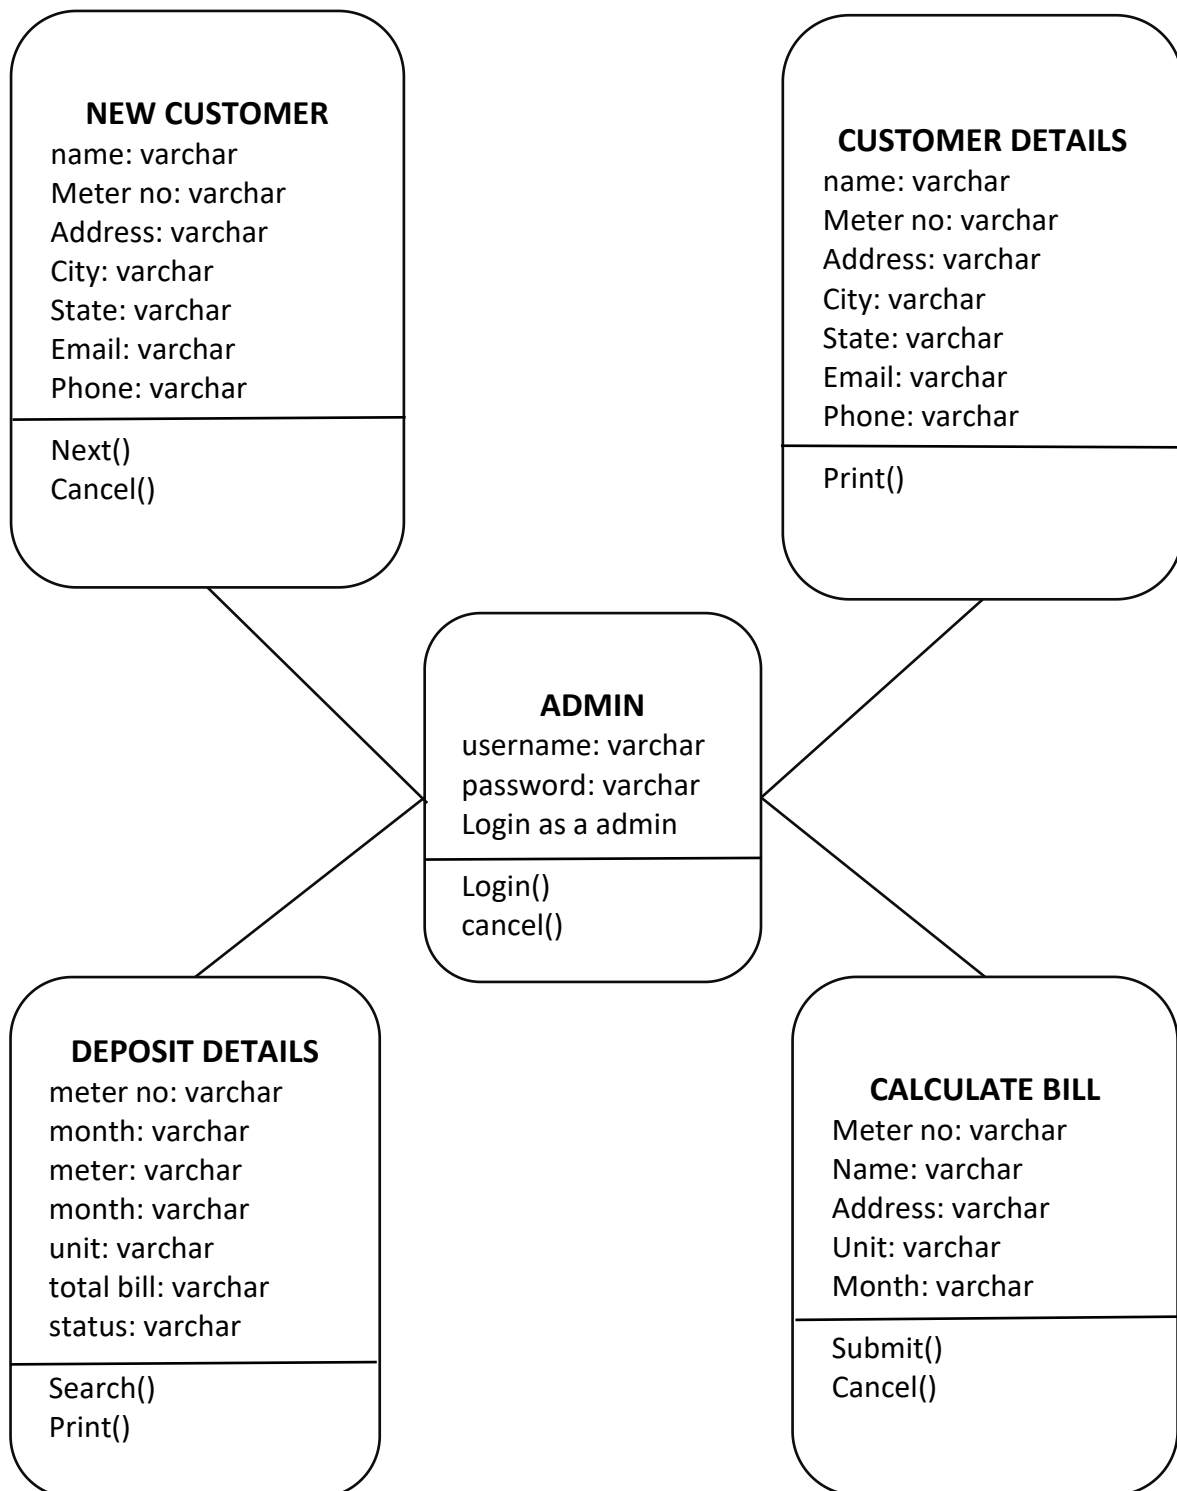 NEW CUSTOMER
name: varchar
Meter no: varchar
Address: varchar
City: varchar
State: varchar
Email: varchar
Phone: varchar
Next()
Cancel()
CUSTOMER DETAILS
name: varchar
Meter no: varchar
Address: varchar
City: varchar
State: varchar
Email: varchar
Phone: varchar
Print()
ADMIN
username: varchar
password: varchar
Login as a admin
Login()
cancel()
DEPOSIT DETAILS
meter no: varchar
month: varchar
meter: varchar
month: varchar
unit: varchar
total bill: varchar
status: varchar
Search()
Print()
CALCULATE BILL
Meter no: varchar
Name: varchar
Address: varchar
Unit: varchar
Month: varchar
Submit()
Cancel()